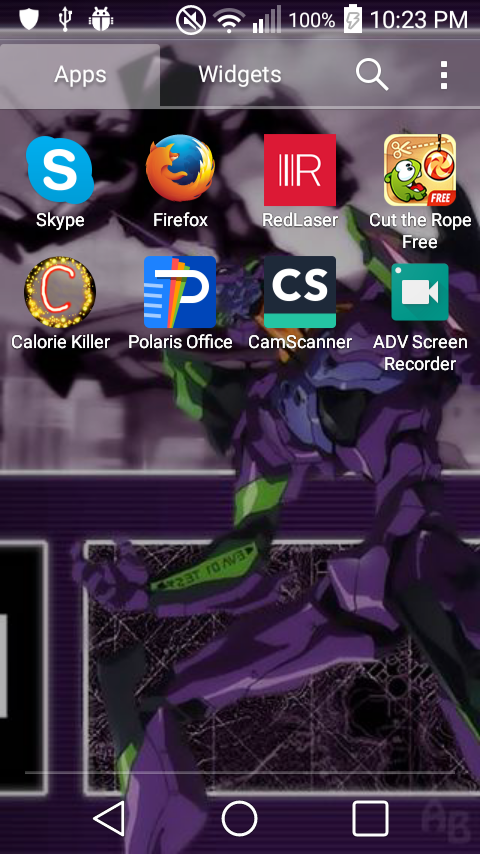 100% 10:23 PM
Apps Widgets
S
R
FREE
Skype Firefox RedLaser Cut the Rope
Free
C
P
CS
Calorie Killer Polaris Office CamScanner ADV Screen
Recorder
AB